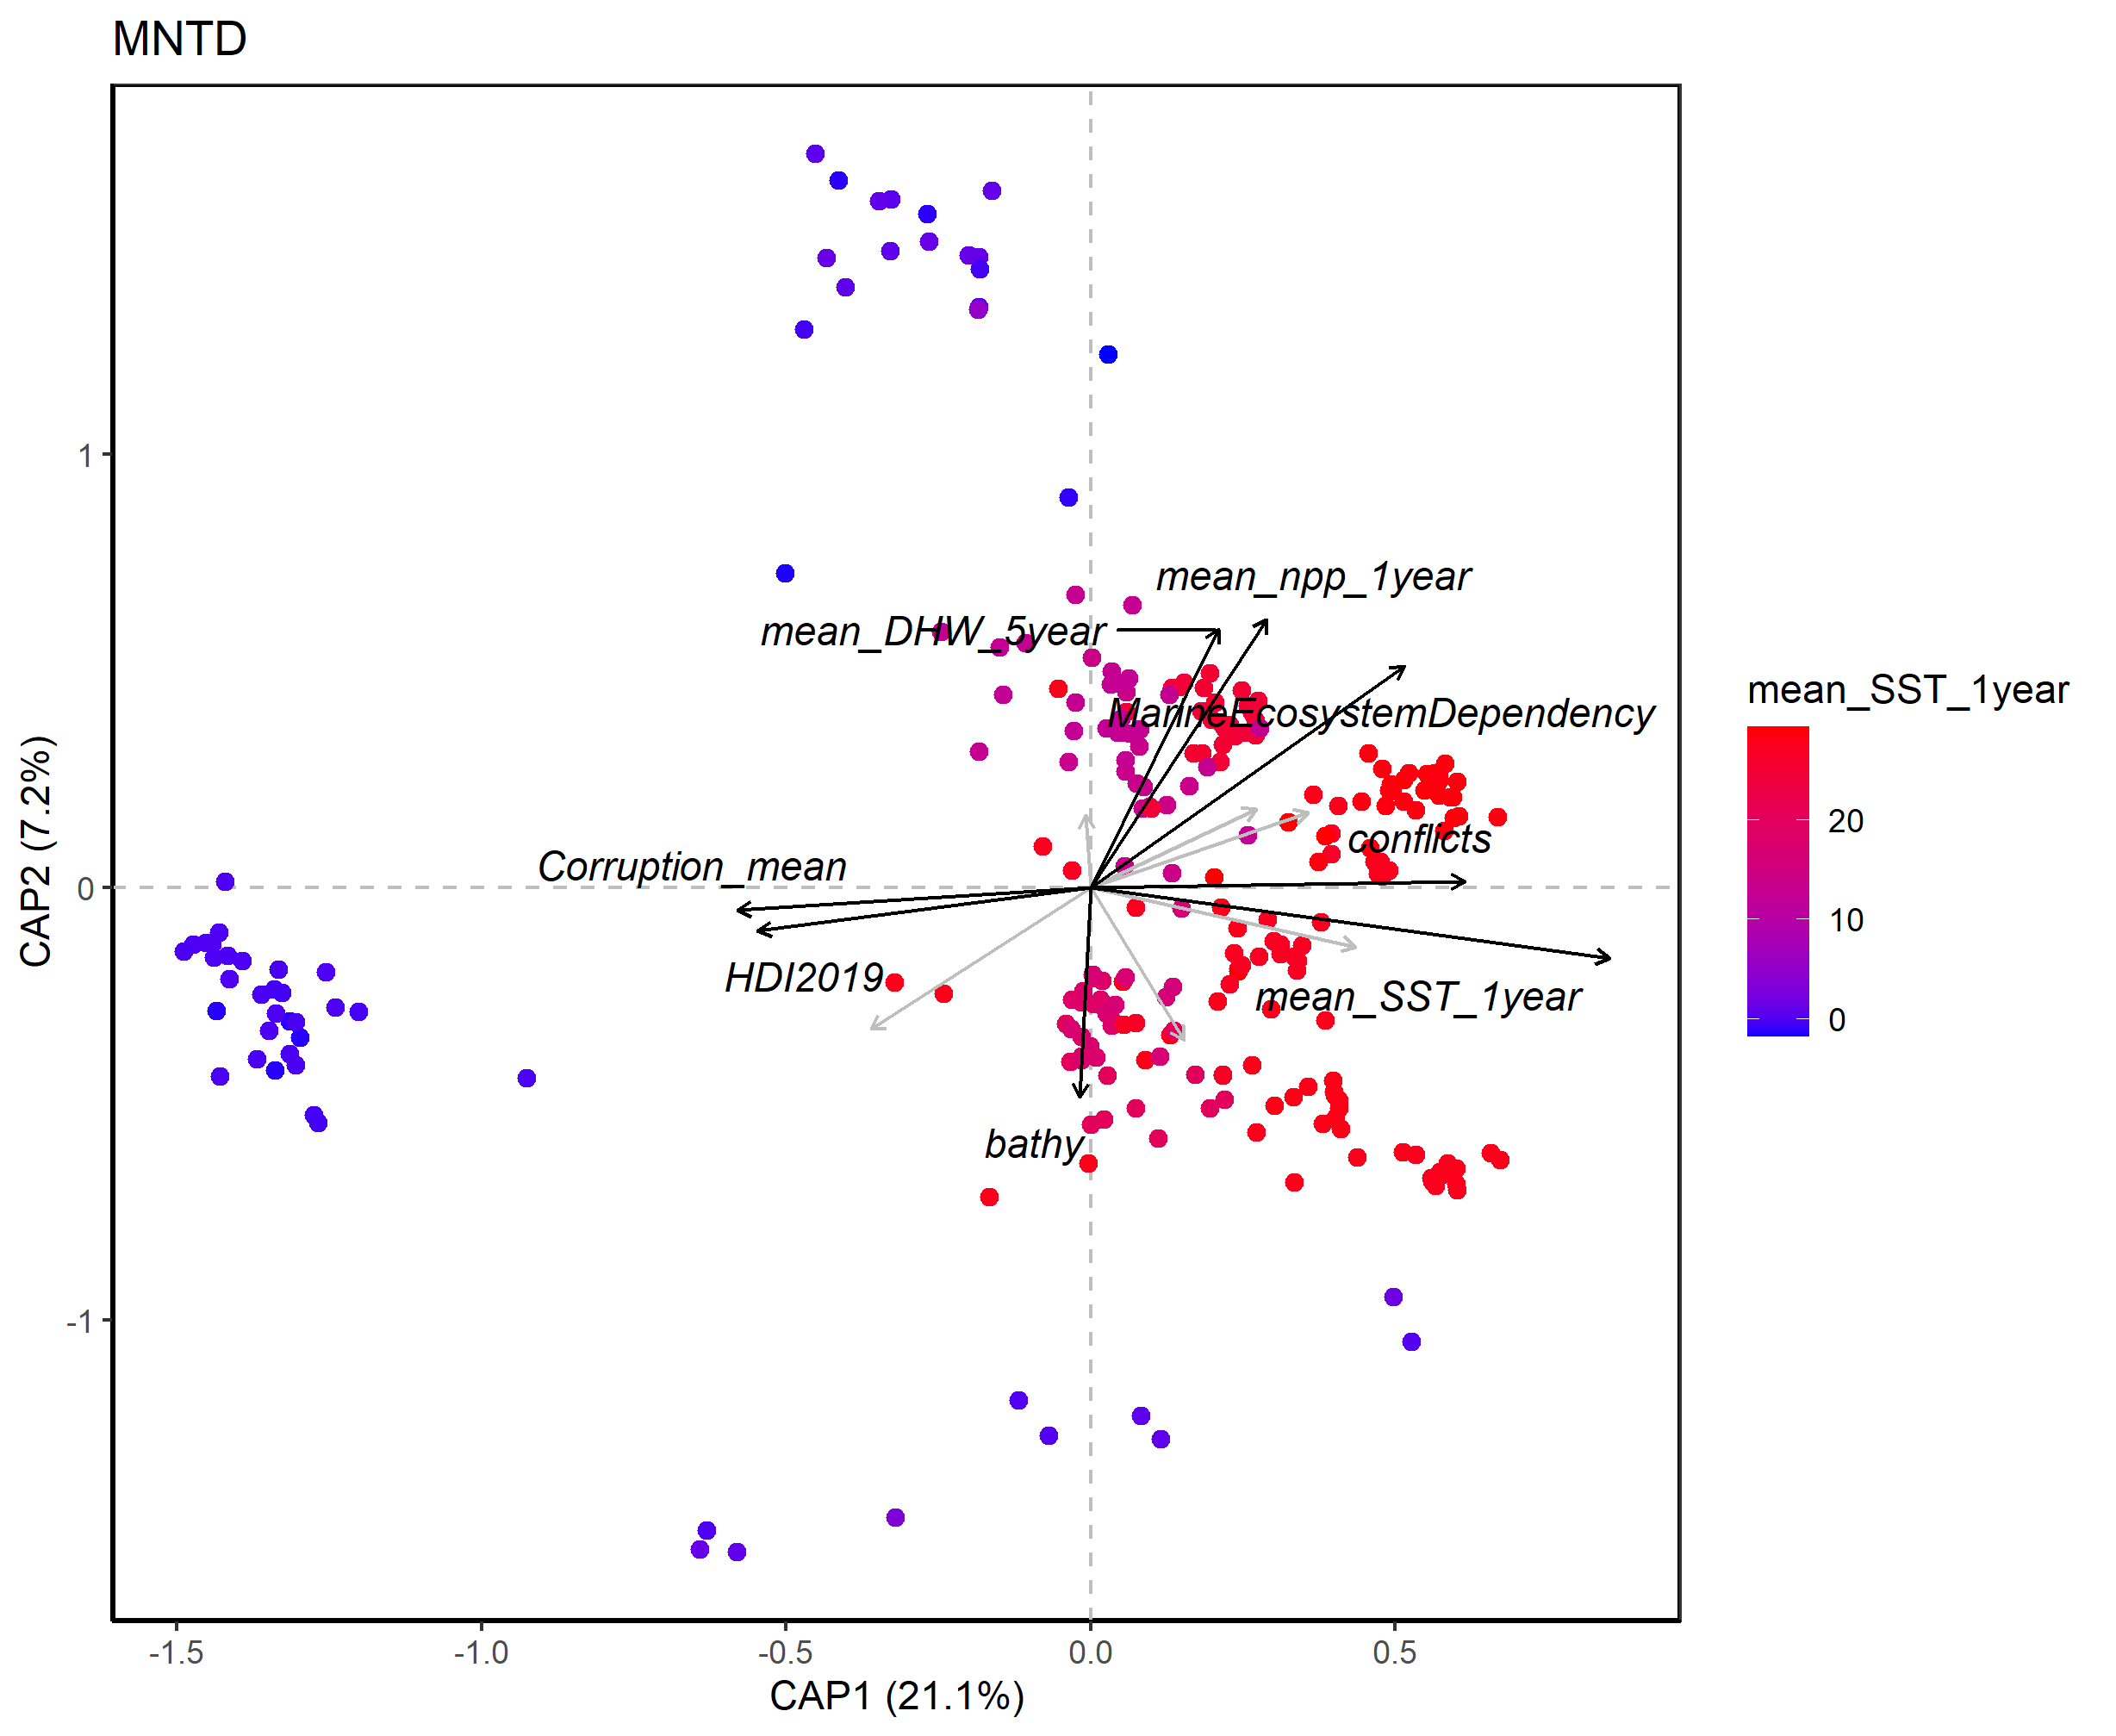 MNTD
mean_npp_1year
mean_DHW_5year
MarineEcosystemDependency
conflicts
Corruption_mean
HDI2019
mean_SST_1year
bathy
1
0
-1
CAP2 (7.2%)
-1.5
-1.0
-0.5
0.0
0.5
CAP1 (21.1%)
mean_SST_1year
20
10
0